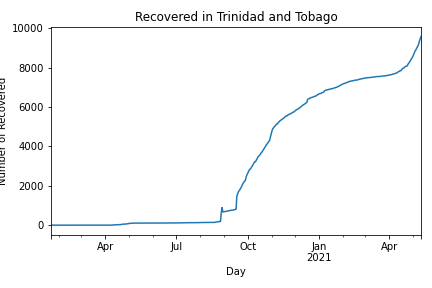 Recovered in Trinidad and Tobago
10000
8000
6000
4000
2000
0
Number of Recovered
Apr Jul Oct Jan Apr
2021
Day